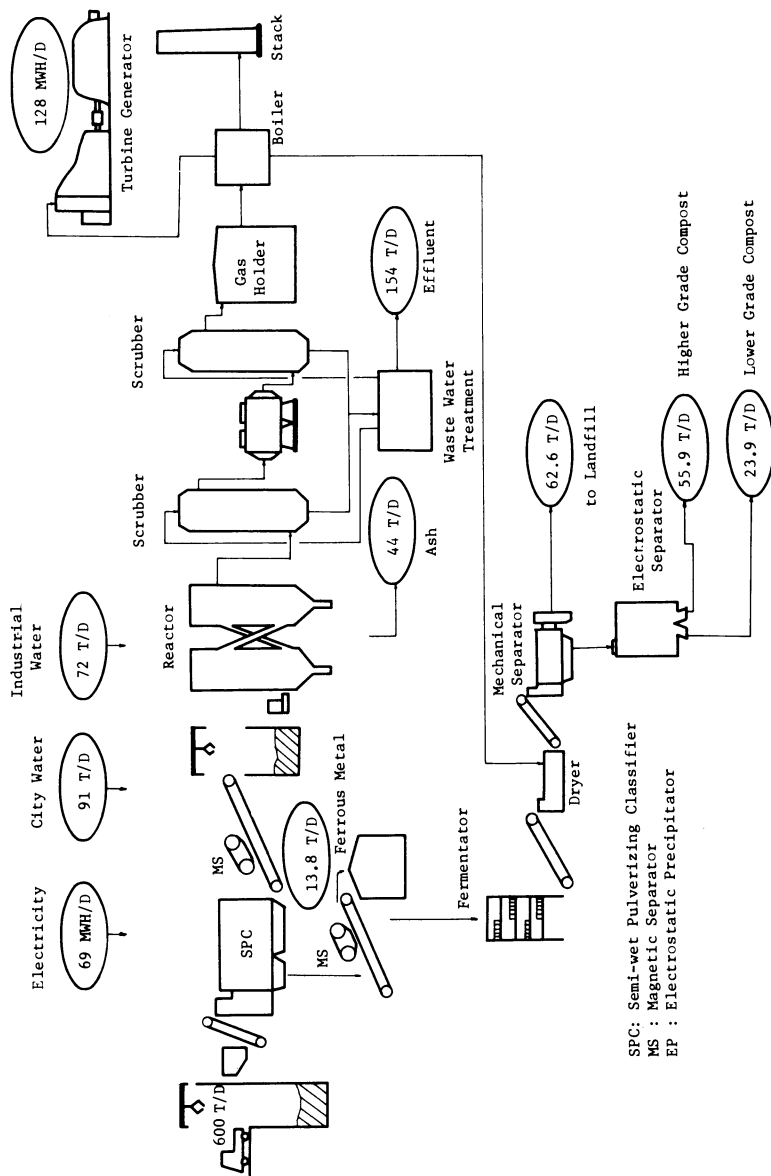 Electricity
69 MWH/D
City Water
91 T/D
Industrial
Water
72 T/D
128 MWH/D
Turbine Generator
600 T/D
SPC
MS
MS
13.8 T/D
Ferrous Metal
Reactor
Scrubber
Scrubber
Gas
Holder
Boiler
Stack
44 T/D
Ash
Waste Water
Treatment
154 T/D
Effluent
Fermentator
Dryer
Mechanical
Separator
62.6 T/D
to Landfill
Electrostatic
Separator
55.9 T/D
Higher Grade Compost
23.9 T/D
Lower Grade Compost
SPC: Semi-wet Pulverizing Classifier
MS : Magnetic Separator
EP : Electrostatic Precipitator